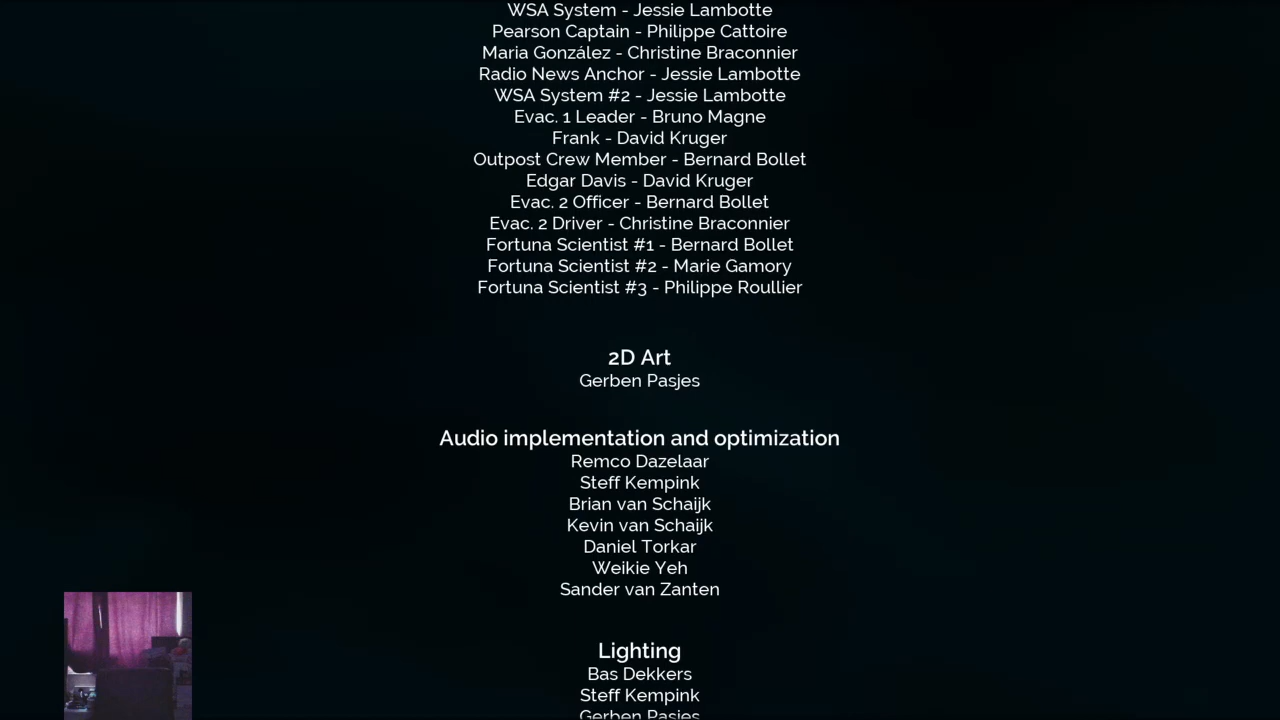 WSA System - Jessie Lambotte
Pearson Captain - Philippe Cattoire
Maria González - Christine Braconnier
Radio News Anchor - Jessie Lambotte
WSA System #2 - Jessie Lambotte
Evac. 1 Leader - Bruno Magne
Frank - David Kruger
Outpost Crew Member - Bernard Bollet
Edgar Davis - David Kruger
Evac. 2 Officer - Bernard Bollet
Evac. 2 Driver - Christine Braconnier
Fortuna Scientist #1 - Bernard Bollet
Fortuna Scientist #2 - Marie Gamory
Fortuna Scientist #3 - Philippe Roullier
2D Art
Gerben Pasjes
Audio implementation and optimization
Remco Dazelaar
Steff Kempink
Brian van Schaijk
Kevin van Schaijk
Daniel Torkar
Weikie Yeh
Sander van Zanten
Lighting
Bas Dekkers
Steff Kempink
Gerben Pasjes